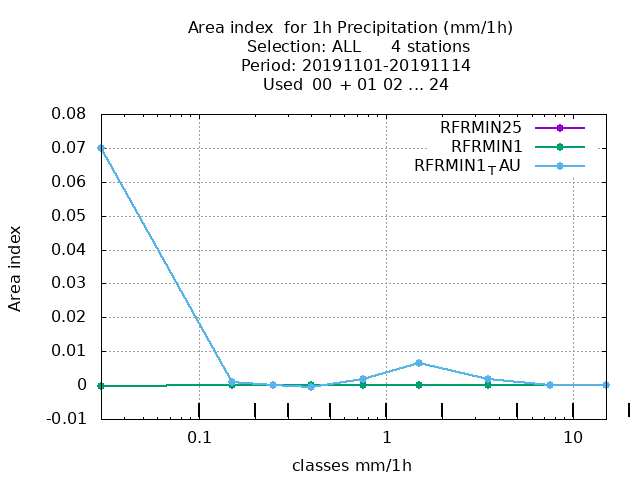 Area index  for 1h Precipitation (mm/1h)
Selection: ALL      4 stations
Period: 20191101-20191114
Used  00  + 01 02 ... 24
RFRMIN25
RFRMIN1
RFRMIN1TAU
0.08
0.07
0.06
0.05
0.04
0.03
0.02
0.01
0
-0.01
Area index
0.1 1 10
classes mm/1h